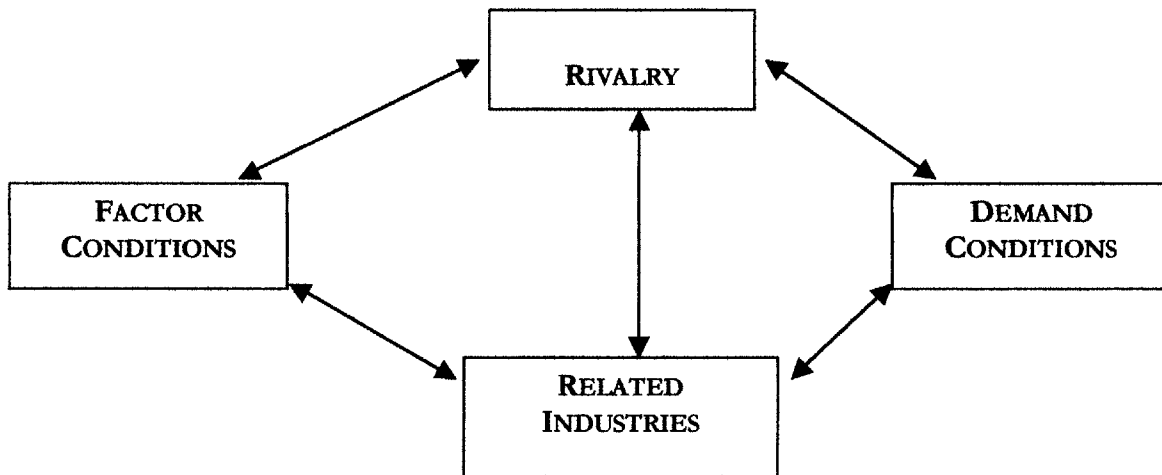 RIVALRY
FACTOR
CONDITIONS
DEMAND
CONDITIONS
RELATED
INDUSTRIES